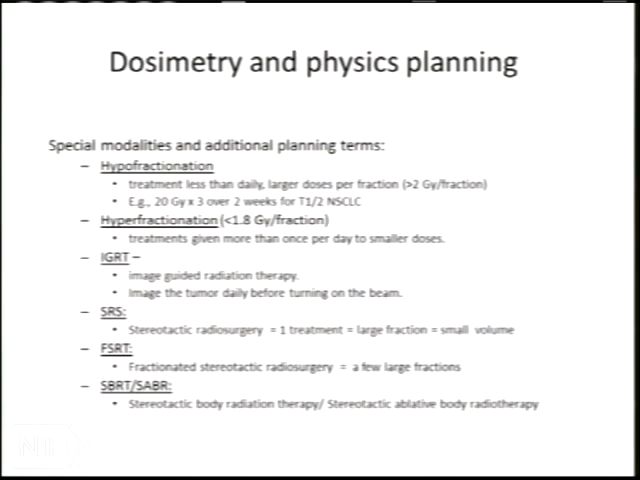 Dosimetry and physics planning
Special modalities and additional planning terms:
– Hypofractionation
• treatment less than daily, larger doses per fraction (>2 Gy/fraction)
• E.g., 20 Gy x 3 over 2 weeks for T1/2 NSCLC
– Hyperfractionation (<1.8 Gy/fraction)
• treatments given more than once per day to smaller doses.
– IGRT –
• image guided radiation therapy.
• Image the tumor daily before turning on the beam.
– SRS:
• Stereotactic radiosurgery = 1 treatment = large fraction = small volume
– FSRT:
• Fractionated stereotactic radiosurgery = a few large fractions
– SBRT/SABR:
• Stereotactic body radiation therapy/ Stereotactic ablative body radiotherapy